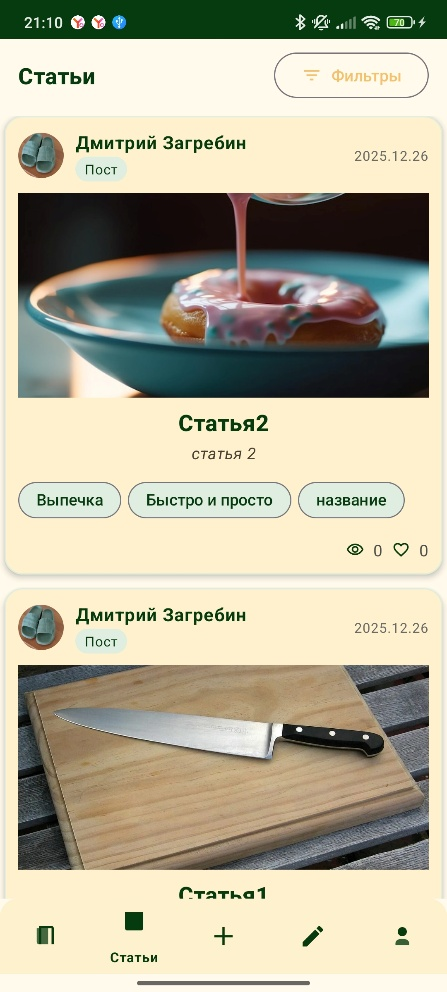 21:10 70
Статьи Фильтры
Дмитрий Загребин
Пост
2025.12.26
Статья2
статья 2
Выпечка Быстро и просто название
0 0
Дмитрий Загребин
Пост
2025.12.26
Статья1
Статьи